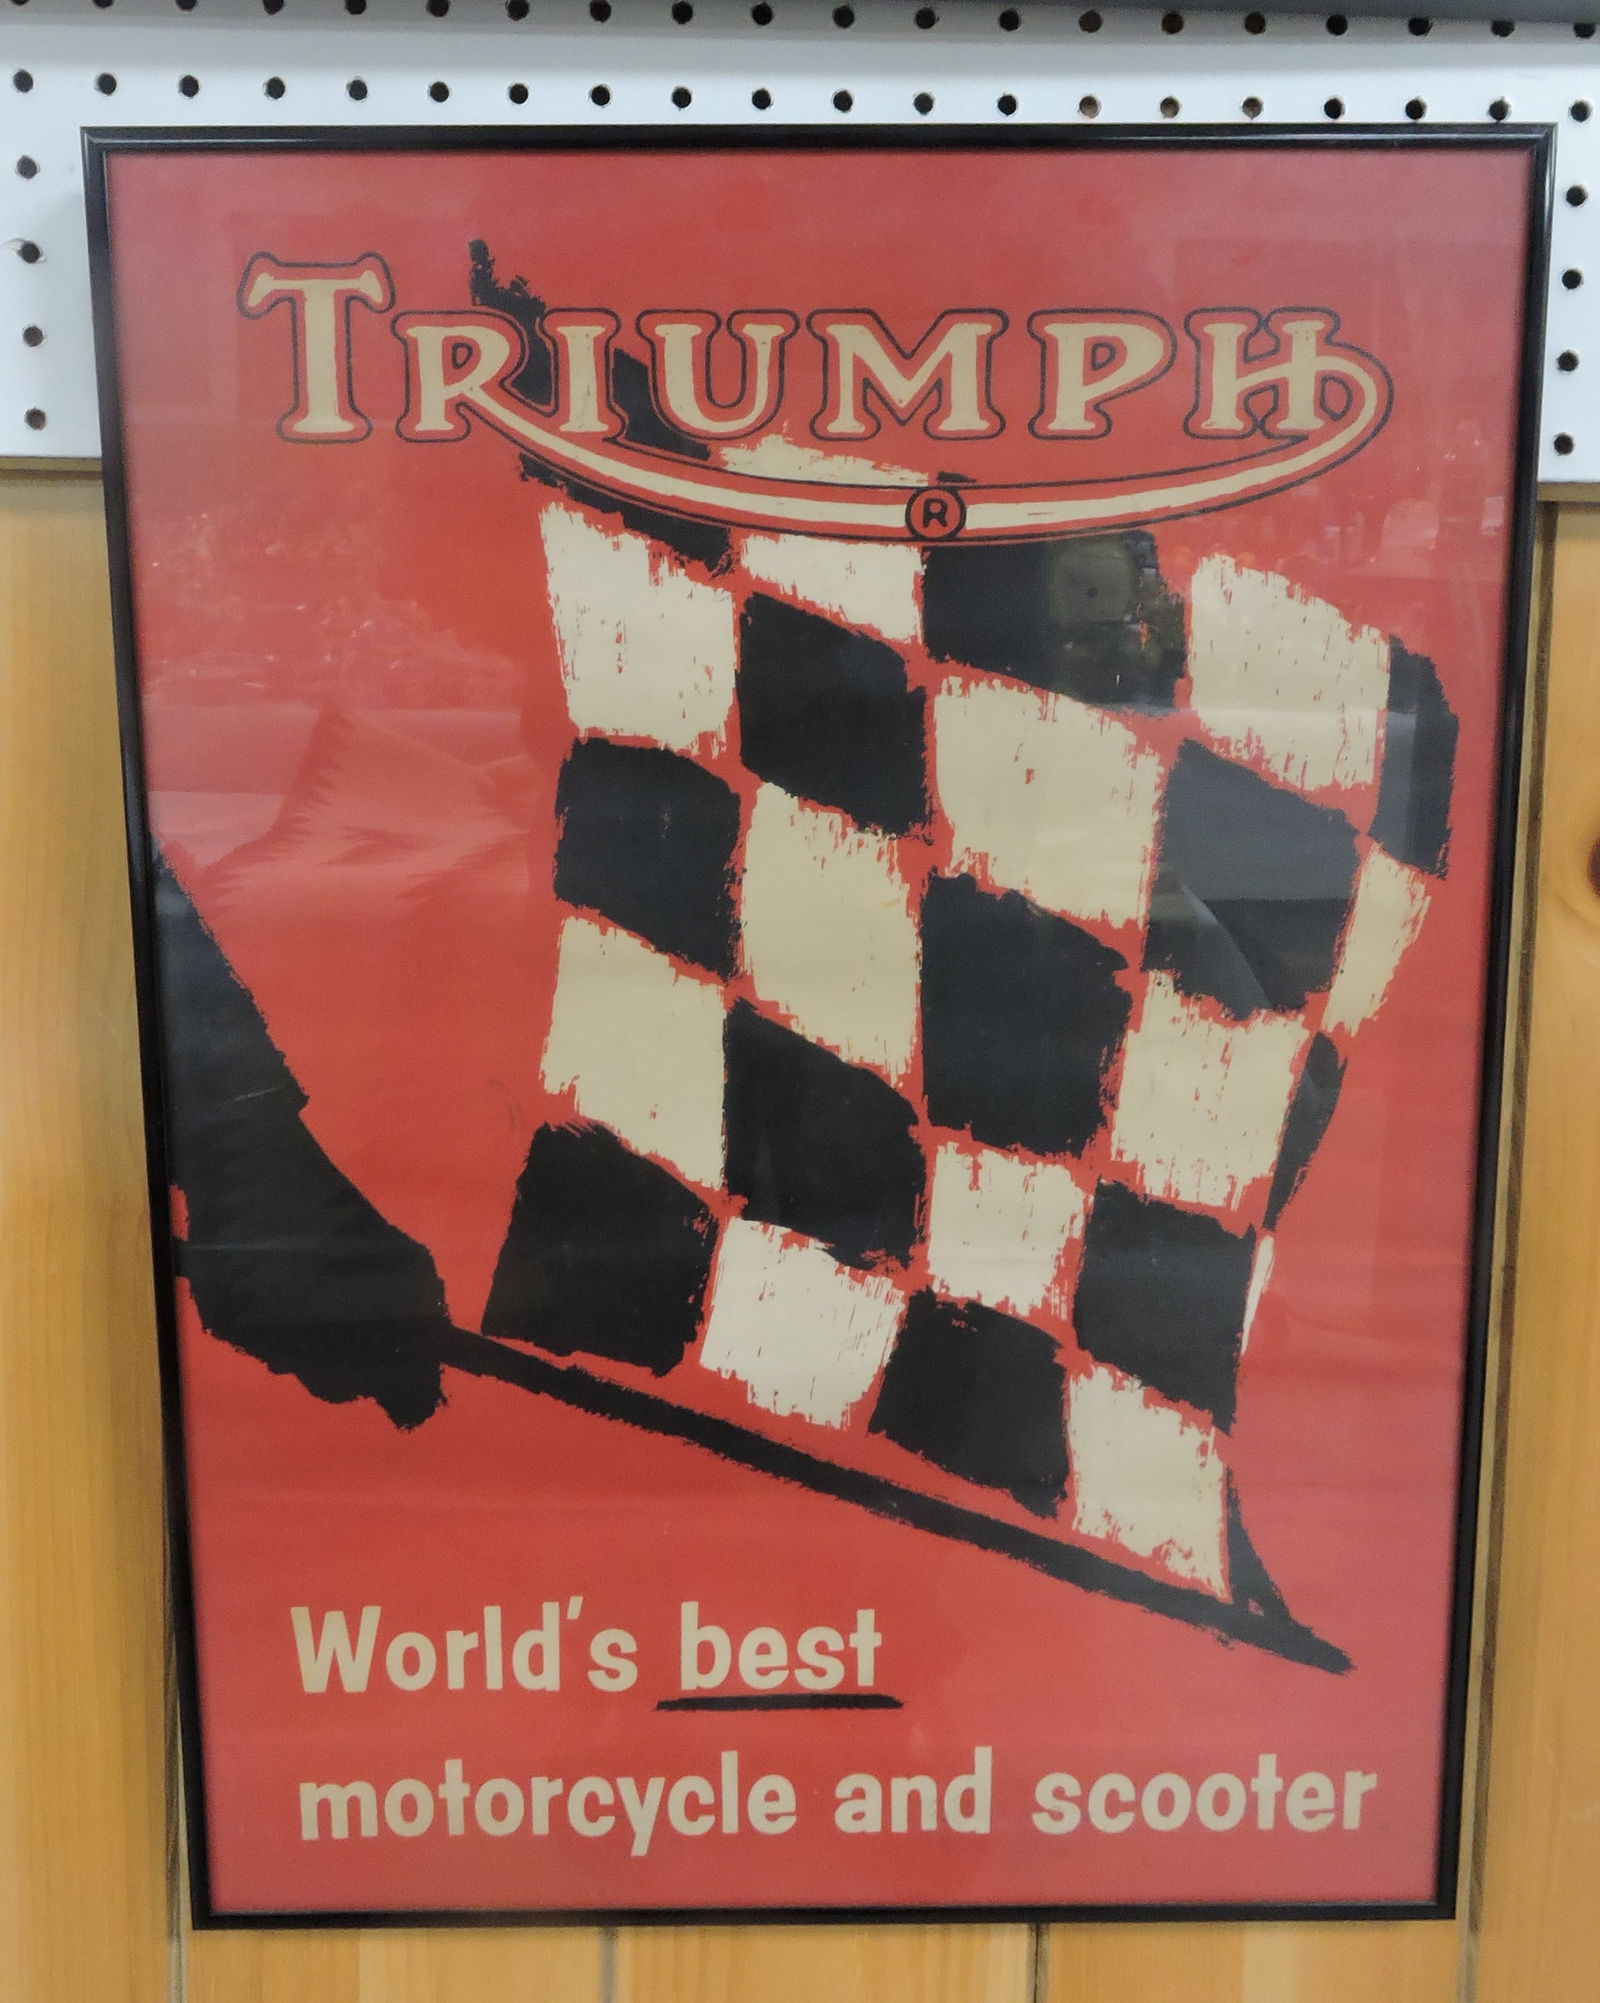 TRIUMPH
R
World's best
motorcycle and scooter